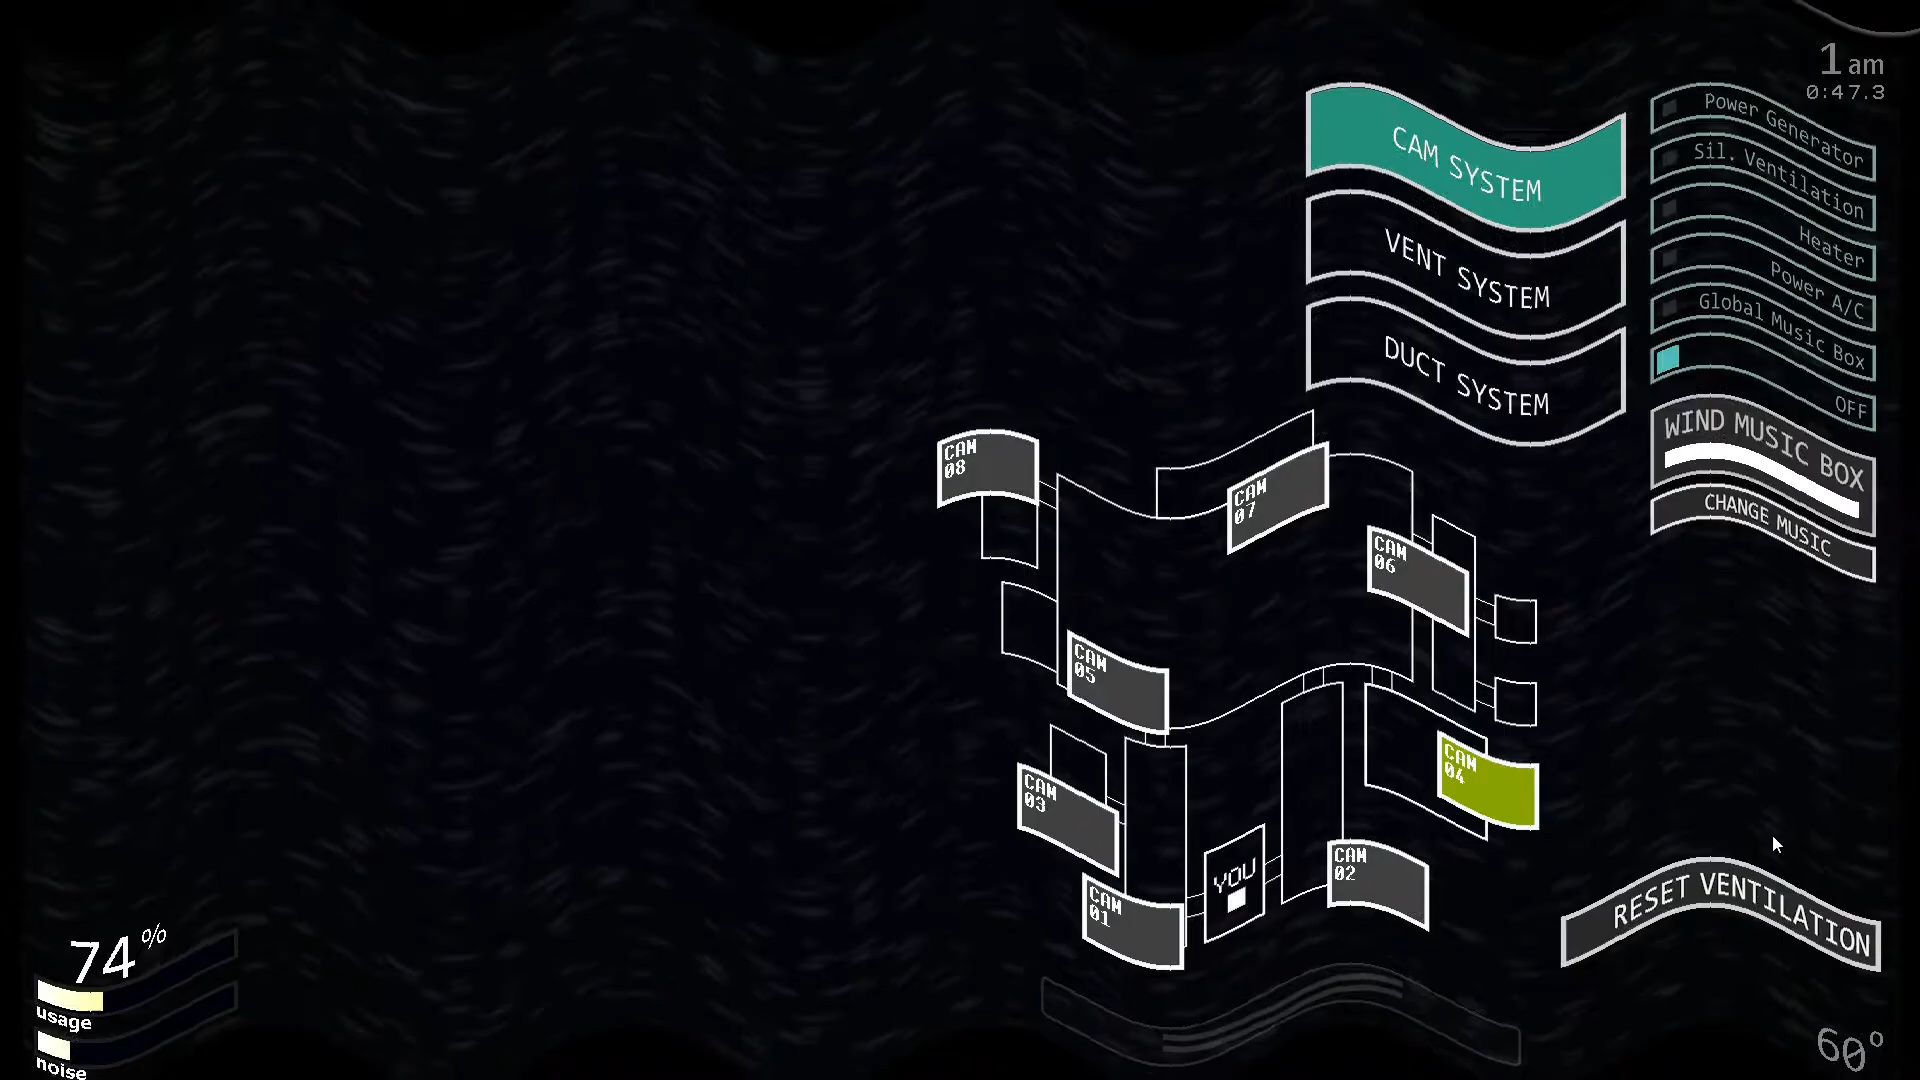 1 am
0:47.3
Power Generator
Sil. Ventilation
Heater
Power A/C
Global Music Box
OFF
WIND MUSIC BOX
CHANGE MUSIC
CAM SYSTEM
VENT SYSTEM
DUCT SYSTEM
CAM
08
CAM
07
CAM
06
CAM
05
CAM
04
CAM
03
CAM
02
CAM
01
YOU
RESET VENTILATION
74%
usage
noise
60°